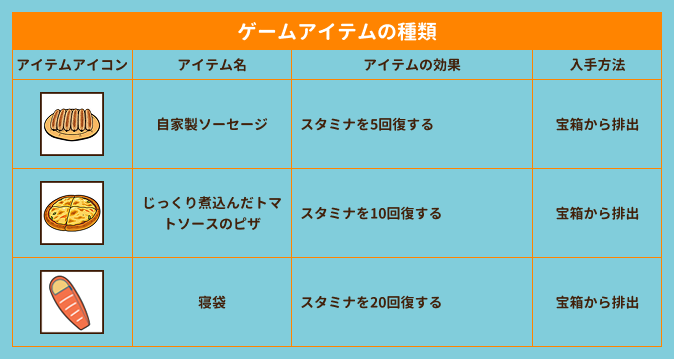 ゲームアイテムの種類
アイテムアイコン アイテム名 アイテムの効果 入手方法
自家製ソーセージ スタミナを5回復する 宝箱から排出
じっくり煮込んだトマ
トソースのピザ スタミナを10回復する 宝箱から排出
寝袋 スタミナを20回復する 宝箱から排出